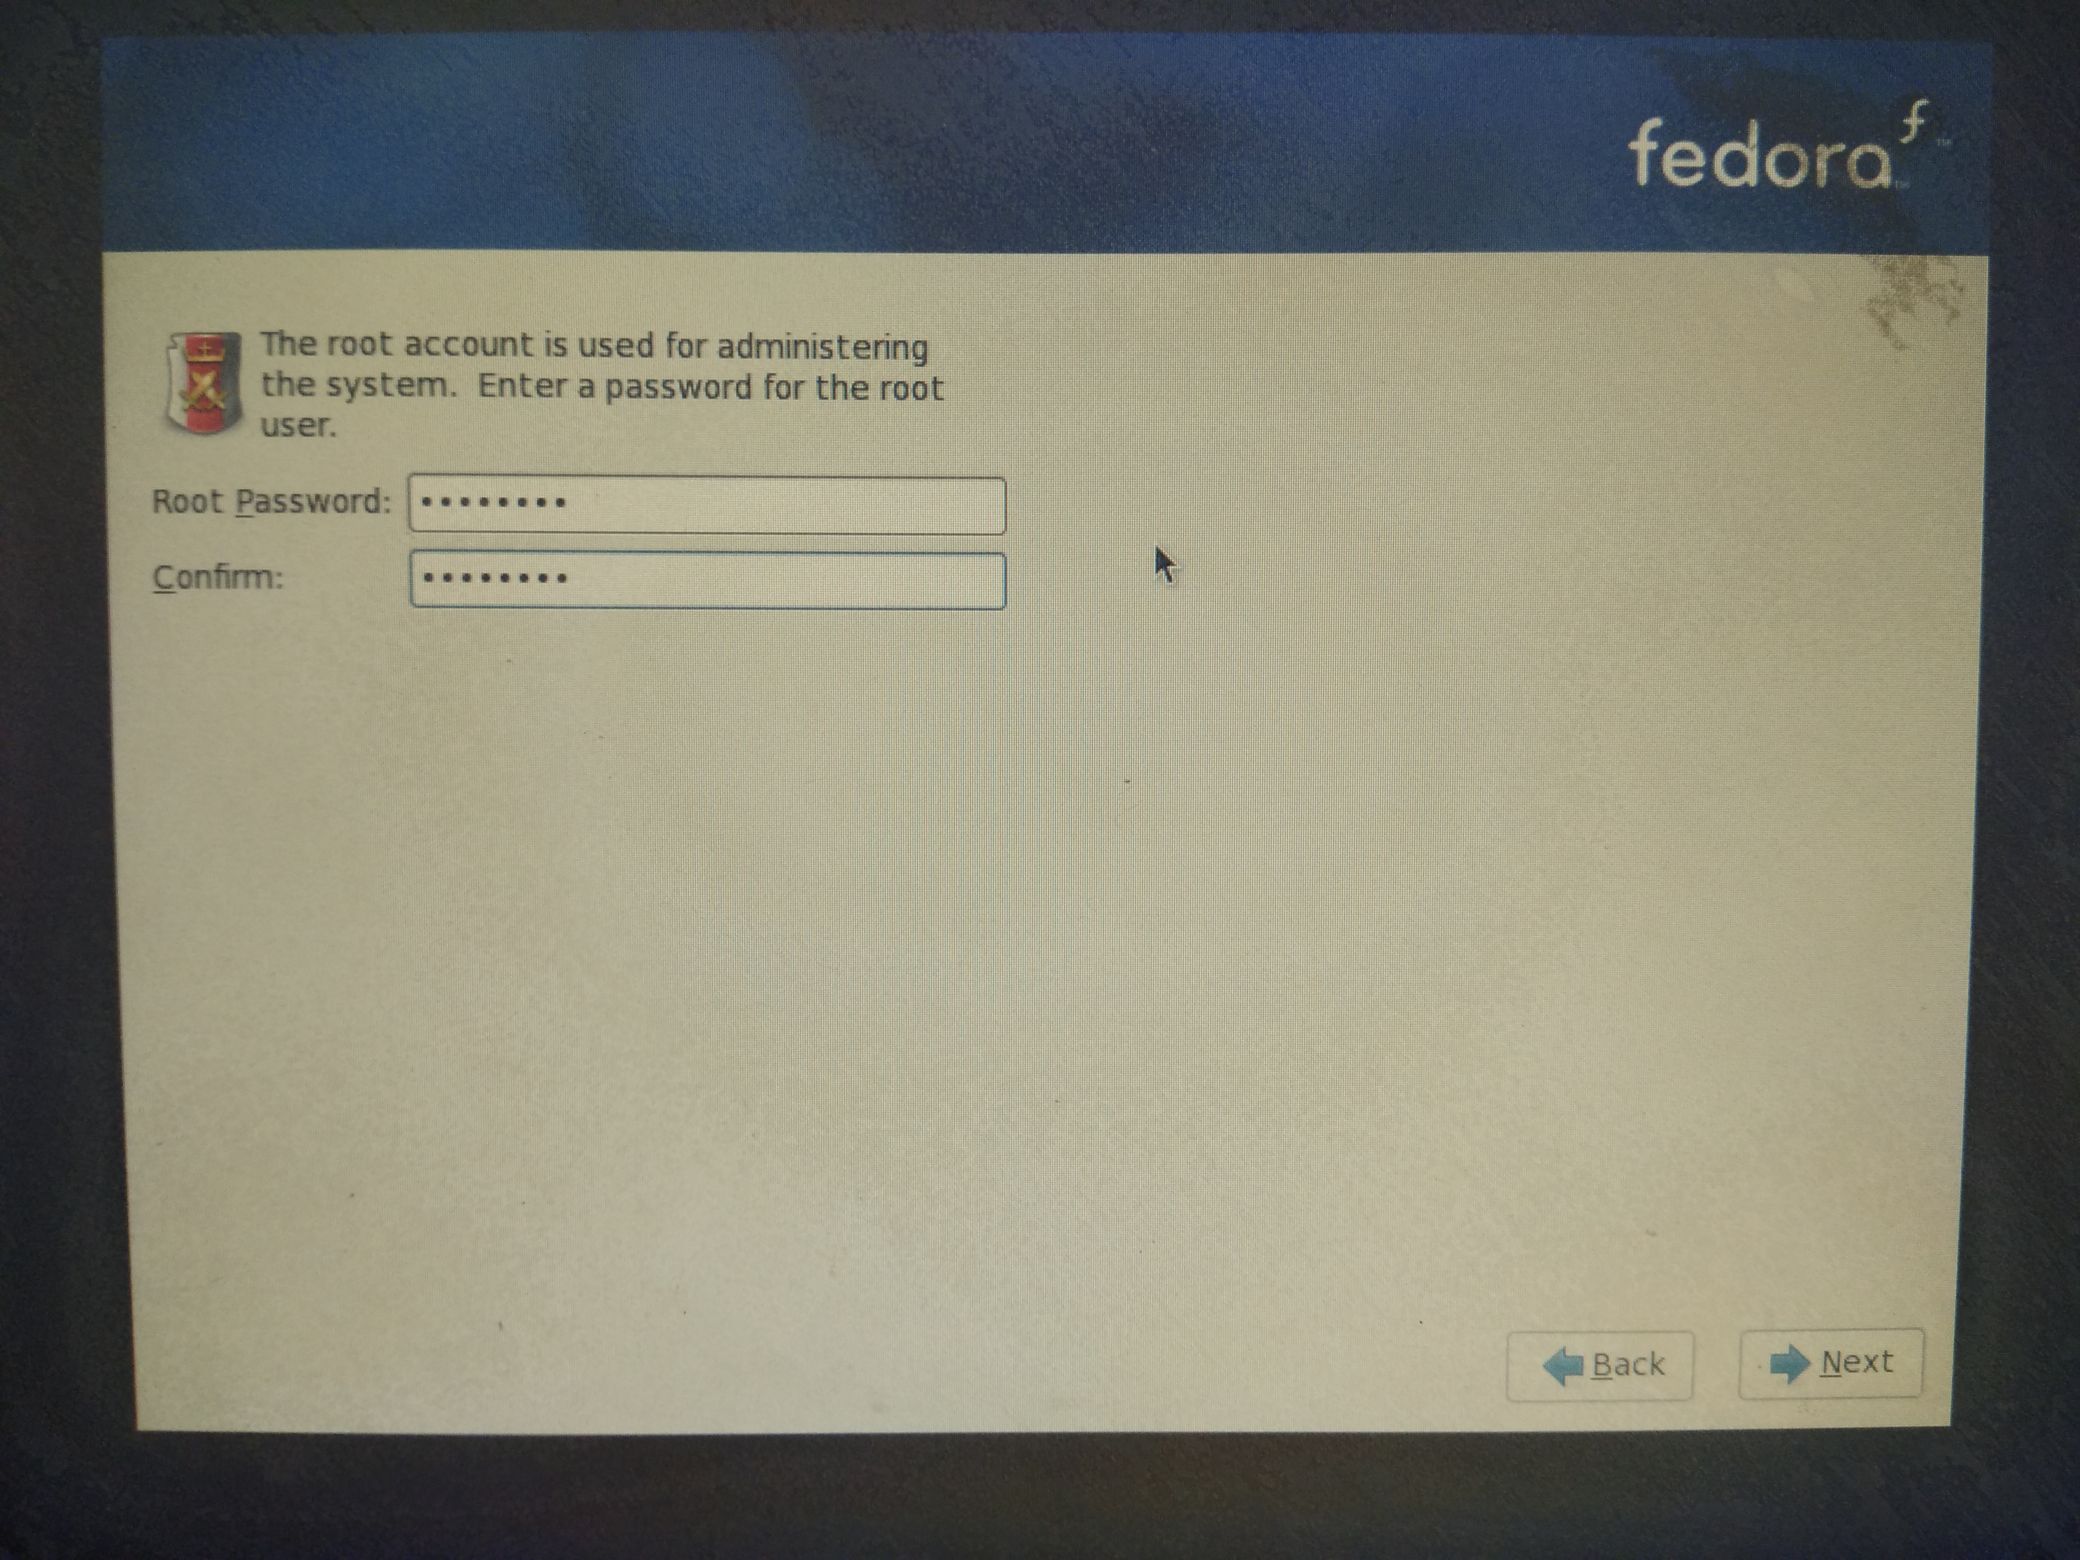 fedora f ™
The root account is used for administering
the system.  Enter a password for the root
user.
Root Password: ••••••••
Confirm: ••••••••
Back
Next